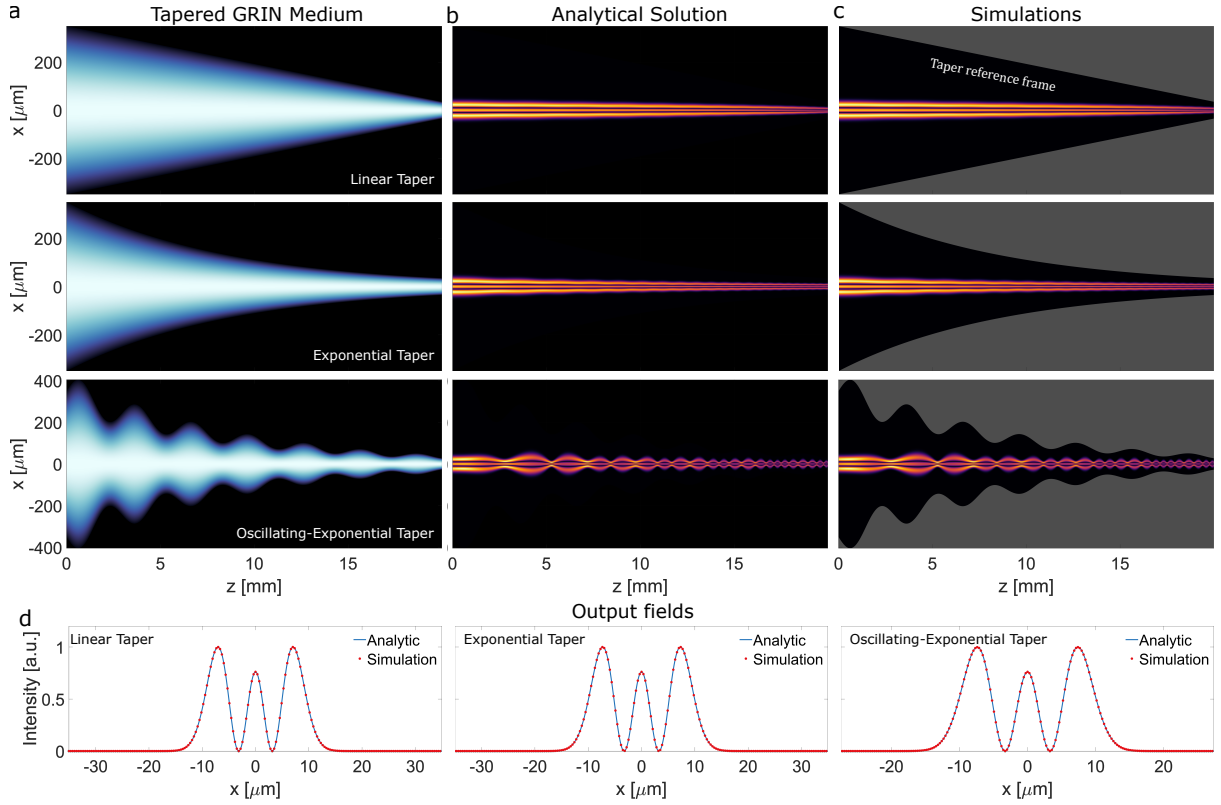 a
Tapered GRIN Medium
b
Analytical Solution
c
Simulations
x [μm]
200
0
-200
Linear Taper
Taper reference frame
x [μm]
200
0
-200
Exponential Taper
x [μm]
400
200
0
-200
-400
Oscillating-Exponential Taper
0 5 10 15
z [mm]
0 5 10 15
z [mm]
0 5 10 15
z [mm]
d
Output fields
Intensity [a.u.]
1
0.5
0
Linear Taper
Analytic
Simulation
-30 -20 -10 0 10 20 30
x [μm]
Exponential Taper
Analytic
Simulation
-30 -20 -10 0 10 20 30
x [μm]
Oscillating-Exponential Taper
Analytic
Simulation
-20 -10 0 10 20
x [μm]